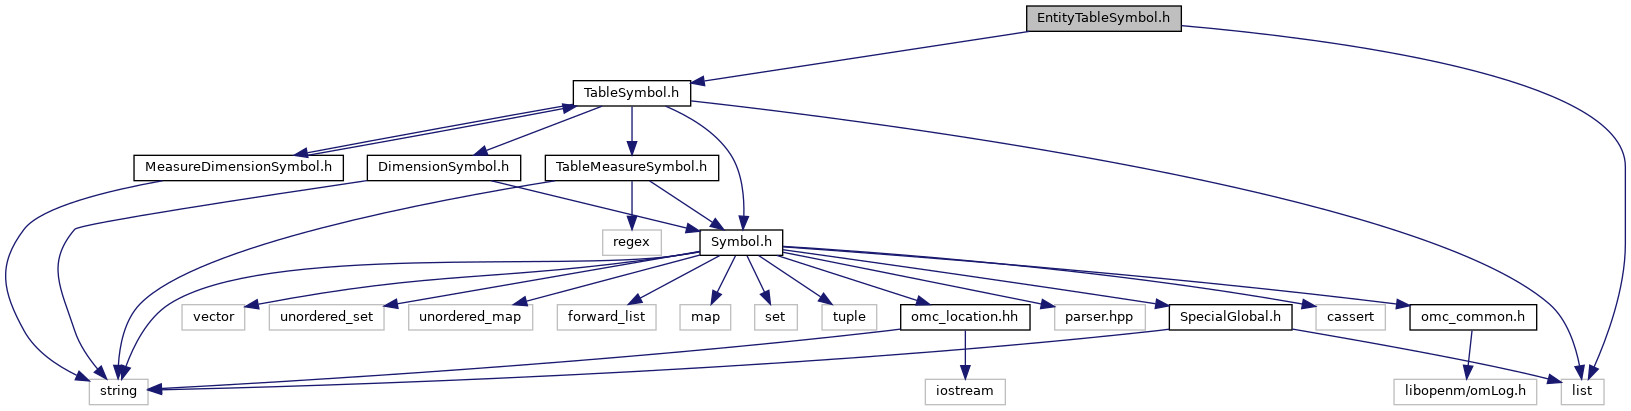 EntityTableSymbol.h
TableSymbol.h
MeasureDimensionSymbol.h
DimensionSymbol.h
TableMeasureSymbol.h
regex
Symbol.h
vector
unordered_set
unordered_map
forward_list
map
set
tuple
omc_location.hh
parser.hpp
SpecialGlobal.h
cassert
omc_common.h
string
iostream
libopenm/omLog.h
list